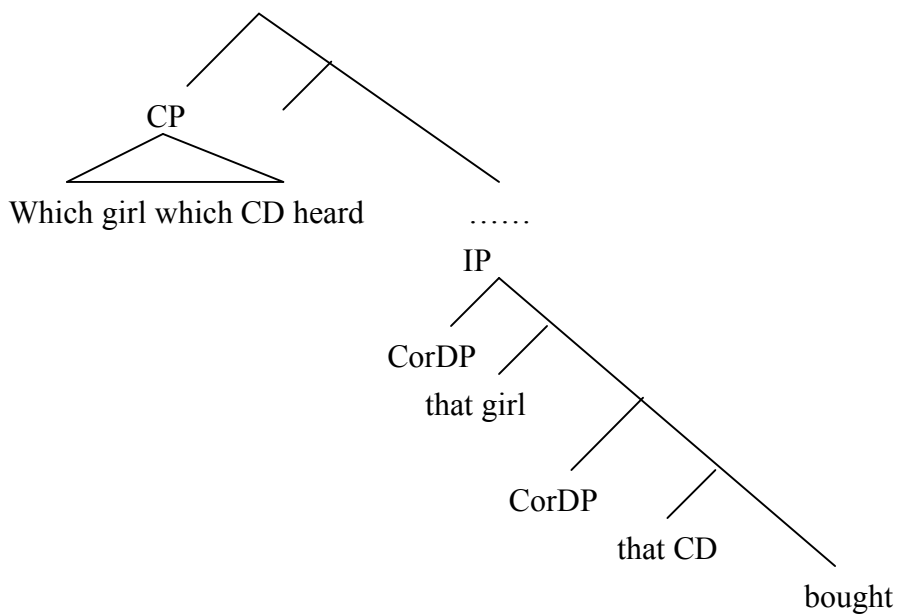 CP
Which girl which CD heard
……
IP
CorDP
that girl
CorDP
that CD
bought